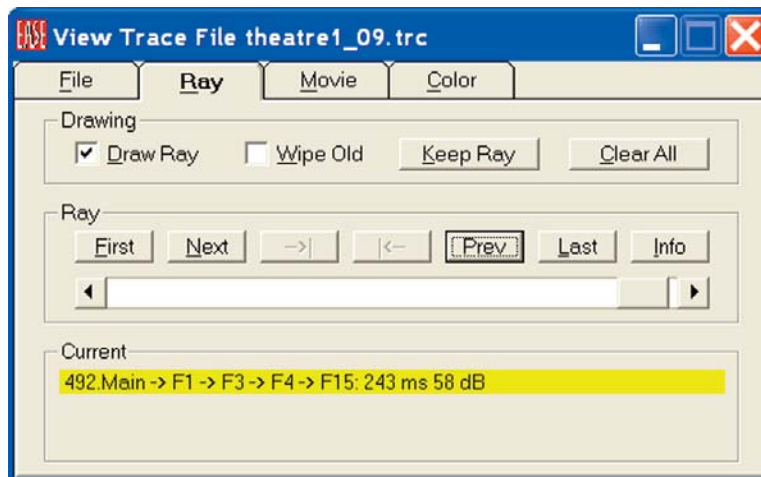 EASE View Trace File theatre1_09.trc
File Ray Movie Color
Drawing
Draw Ray Wipe Old Keep Ray Clear All
Ray
First Next -->| |<-- Prev Last Info
Current
492.Main -> F1 -> F3 -> F4 -> F15: 243 ms 58 dB